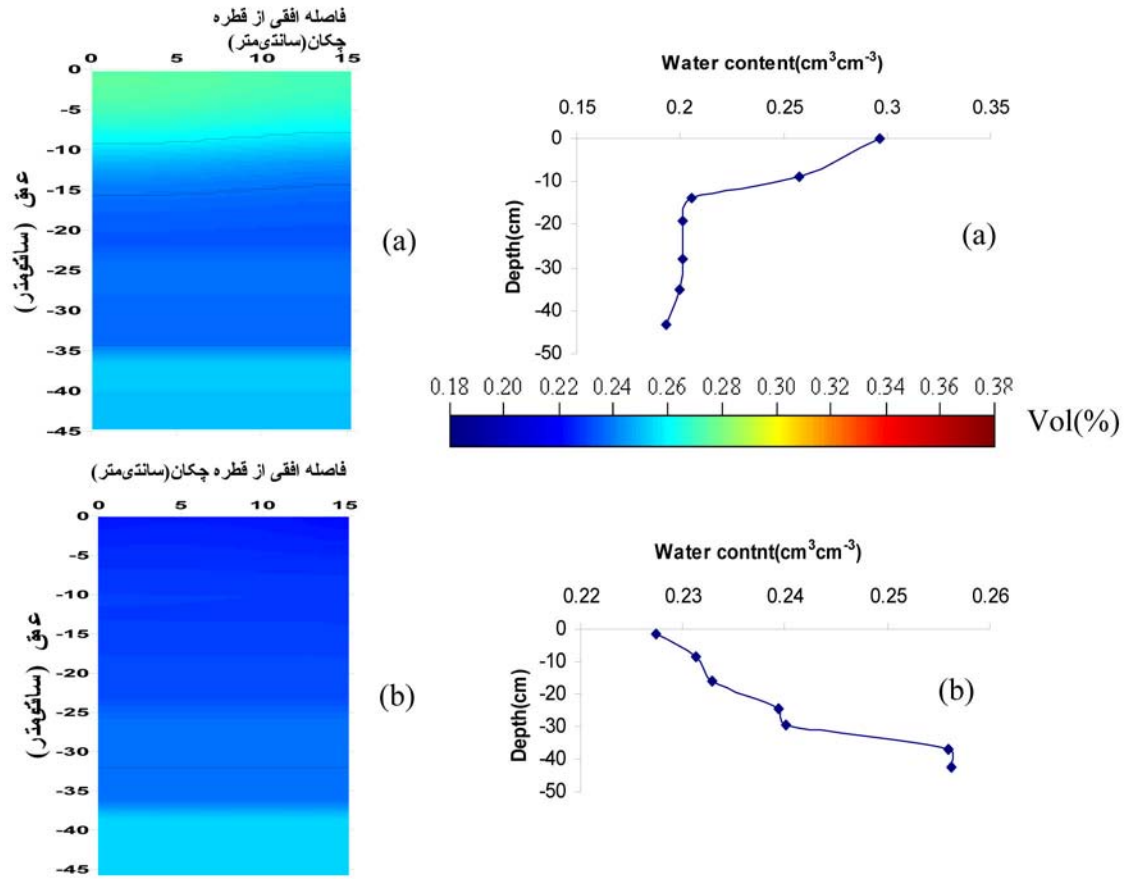 فاصله افقی از قطره
چکان(سانتی‌متر)
0 5 10 15
0
-5
-10
-15
-20
-25
-30
-35
-40
-45
عمق (سانتی‌متر)
(a)
Water content(cm³cm⁻³)
0.15 0.2 0.25 0.3 0.35
0
-10
-20
-30
-40
-50
Depth(cm)
(a)
0.18 0.20 0.22 0.24 0.26 0.28 0.30 0.32 0.34 0.36 0.38
Vol(%)
فاصله افقی از قطره چکان(سانتی‌متر)
0 5 10 15
0
-5
-10
-15
-20
-25
-30
-35
-40
-45
عمق (سانتی‌متر)
(b)
Water contnt(cm³cm⁻³)
0.22 0.23 0.24 0.25 0.26
0
-10
-20
-30
-40
-50
Depth(cm)
(b)